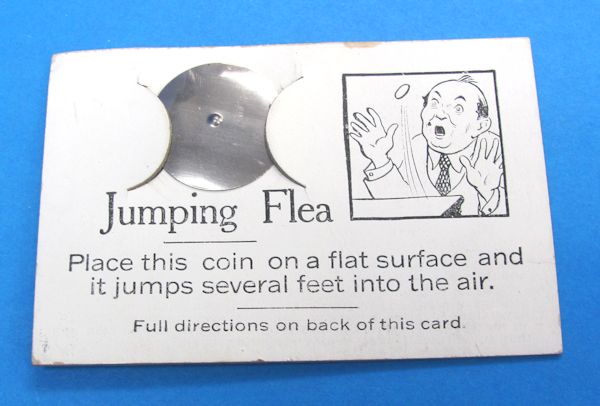 Jumping Flea
Place this coin on a flat surface and
it jumps several feet into the air.
Full directions on back of this card.